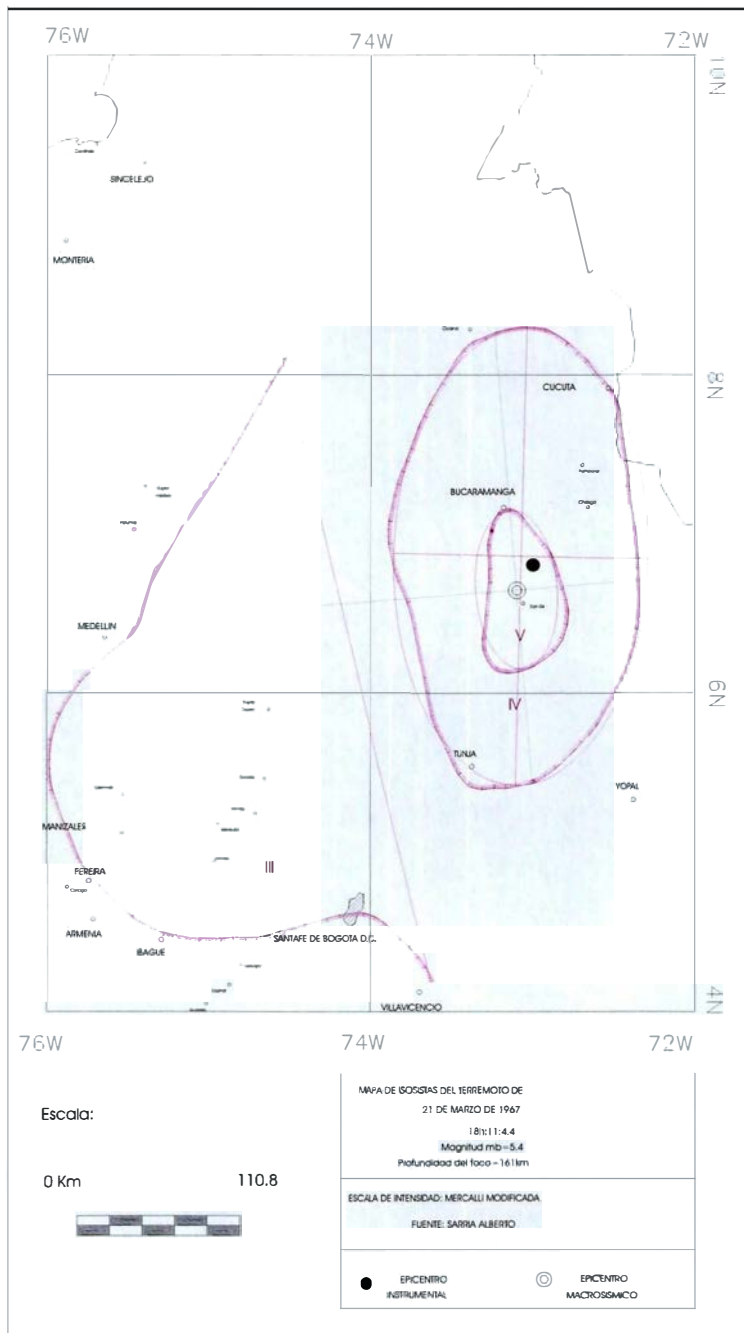 76W 74W 72W
10N
SINCELEJO
MONTERIA
8N
CUCUTA
BUCARAMANGA
MEDELLIN
V
6N
IV
TUNJA
YOPAL
MANIZALES
III
PEREIRA
ARMENIA
SANTAFE DE BOGOTA D.C.
IBAGUE
VILLAVICENCIO
4N
76W 74W 72W
MAPA DE ISOSISTAS DEL TERREMOTO DE
21 DE MARZO DE 1967
18h:11:4.4
Magnitud mb=5.4
Profundidad del foco=161km
Escala:
0 Km 110.8
ESCALA DE INTENSIDAD: MERCALLI MODIFICADA
FUENTE: SARRIA ALBERTO
EPICENTRO
INSTRUMENTAL
EPICENTRO
MACROSISMICO